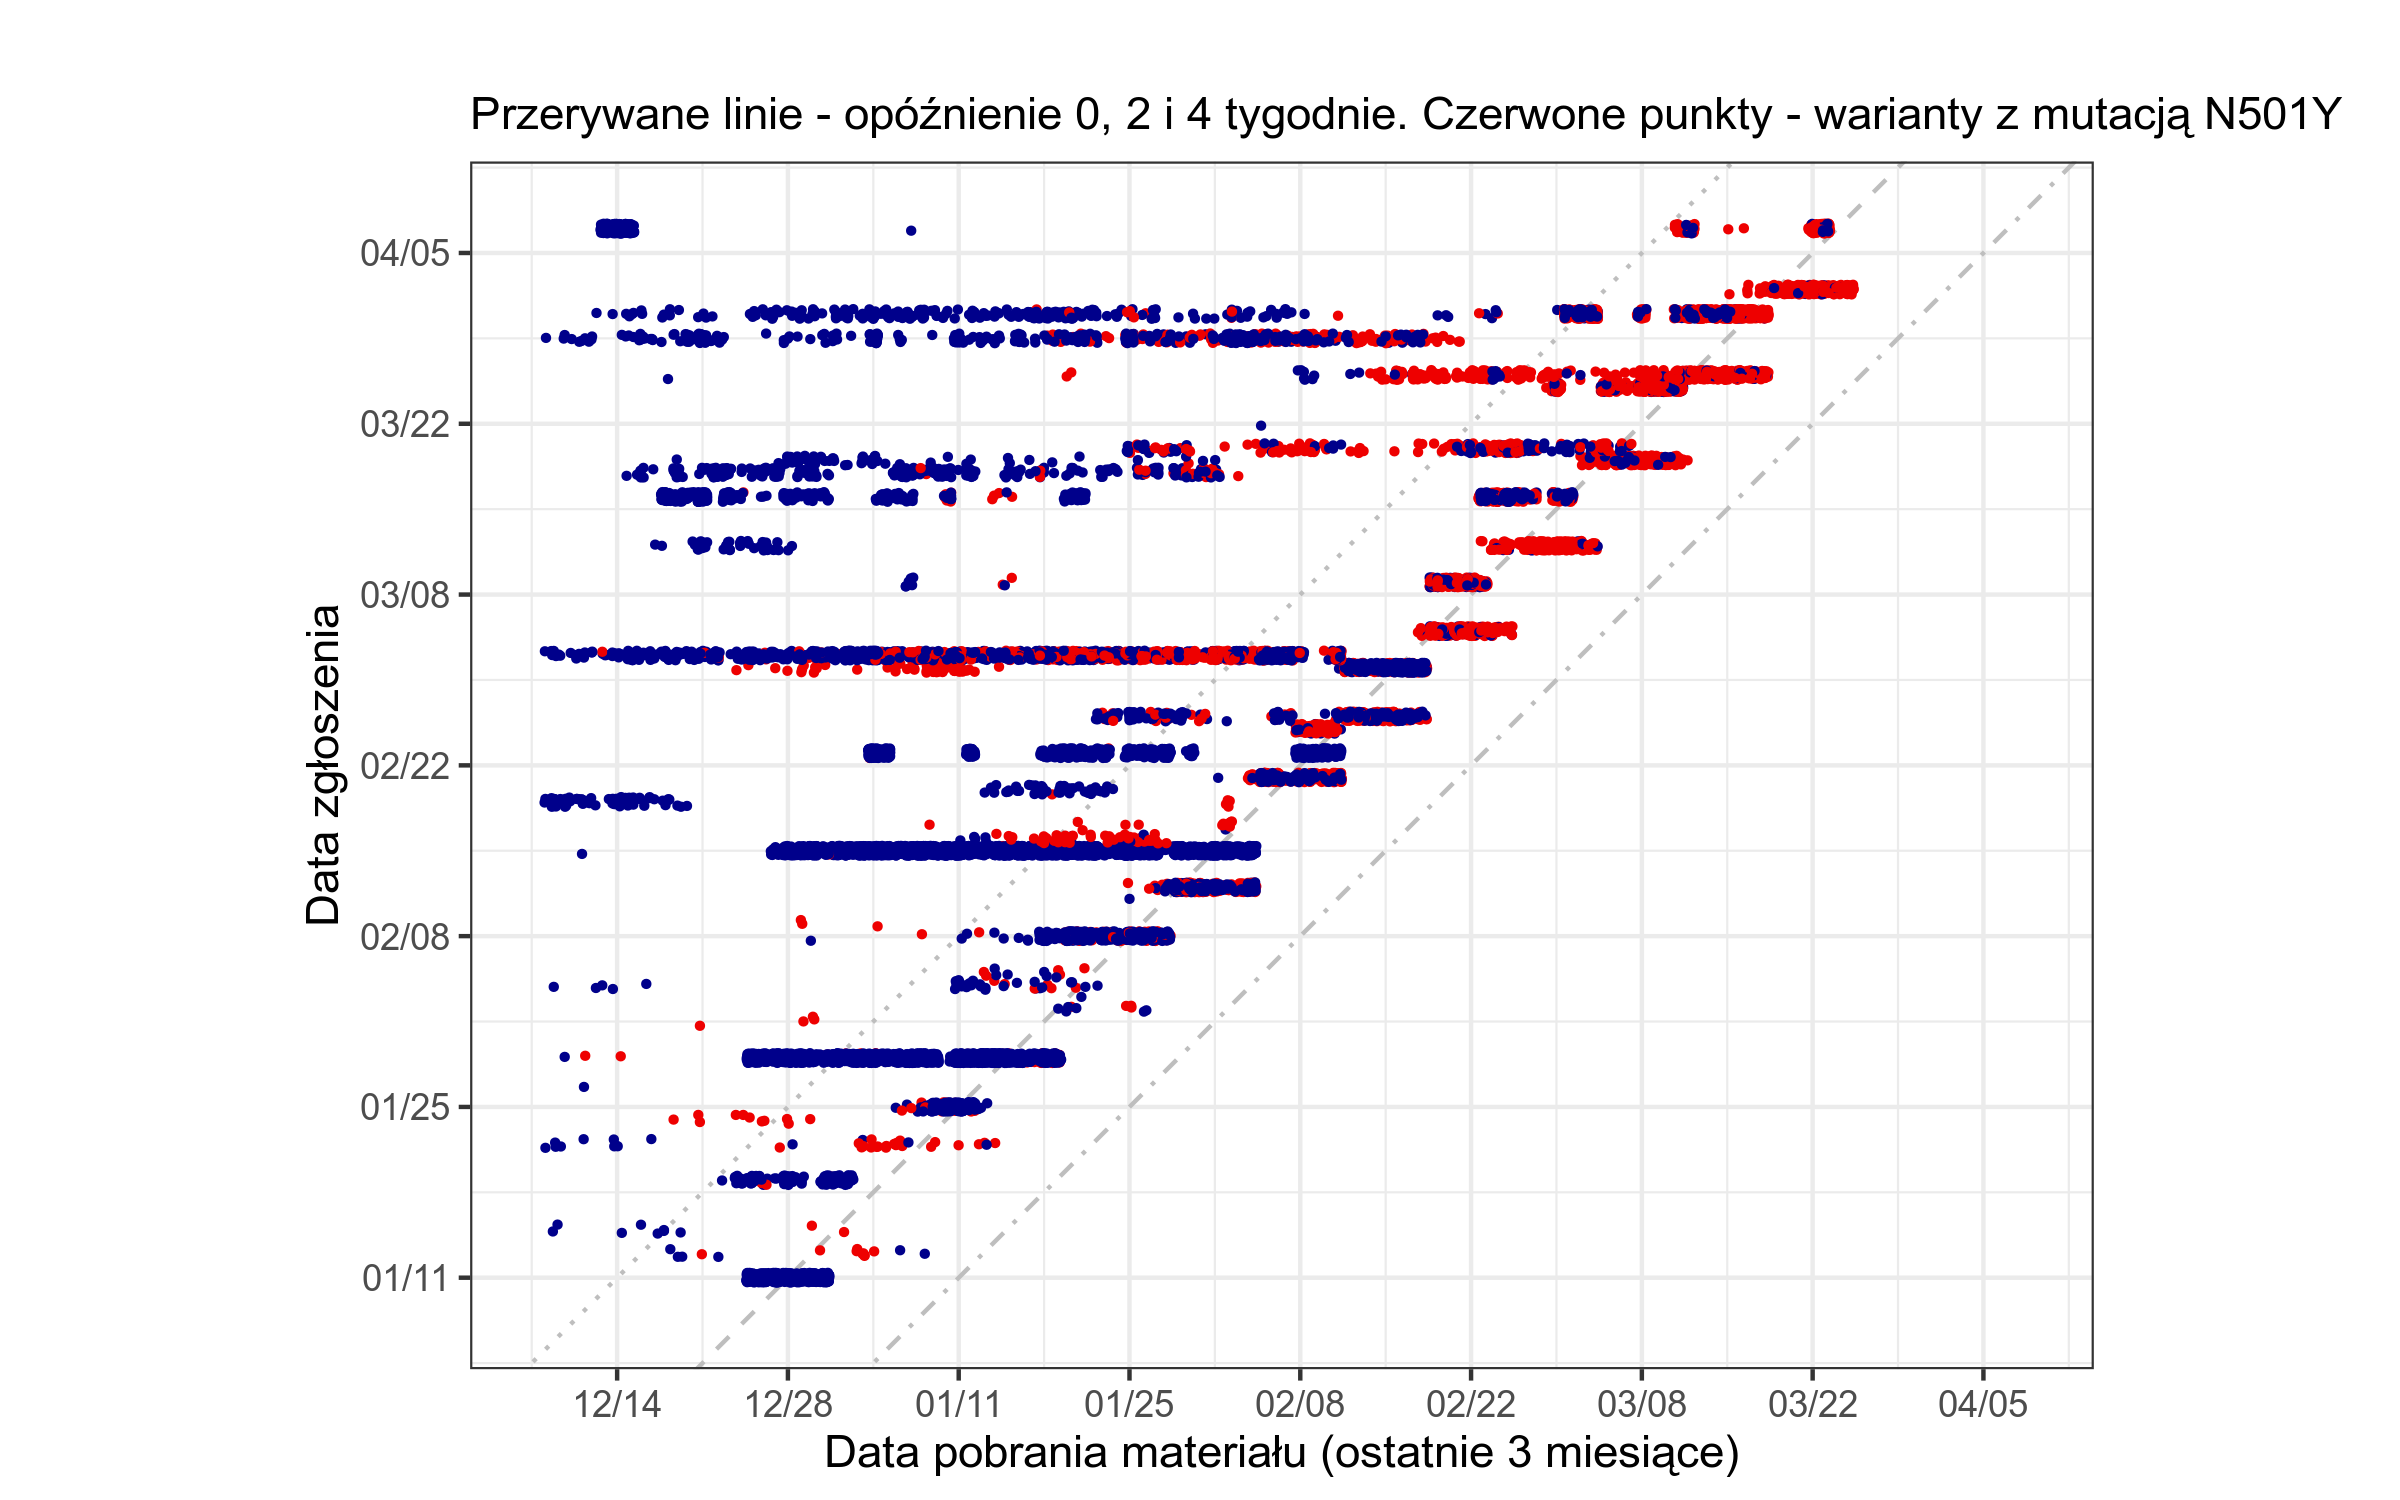 Przerywane linie - opóźnienie 0, 2 i 4 tygodnie. Czerwone punkty - warianty z mutacją N501Y
Data zgłoszenia
04/05
03/22
03/08
02/22
02/08
01/25
01/11
12/14 12/28 01/11 01/25 02/08 02/22 03/08 03/22 04/05
Data pobrania materiału (ostatnie 3 miesiące)